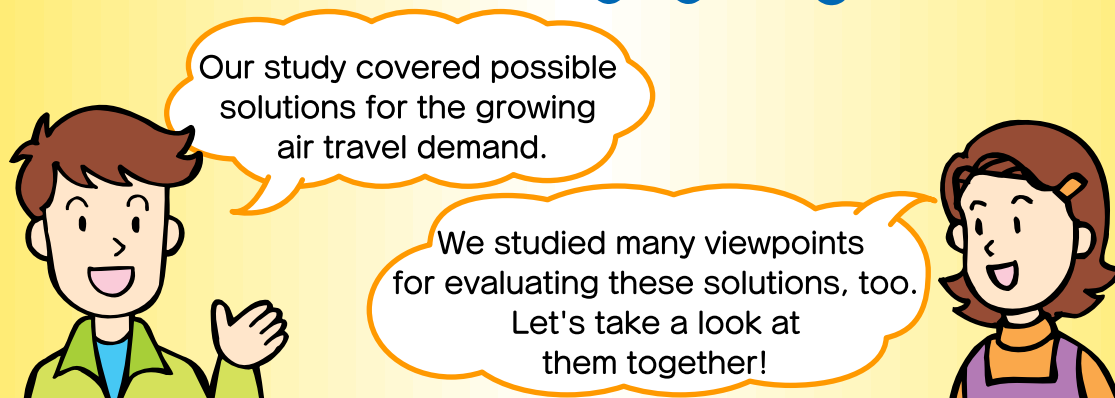 Our study covered possible
solutions for the growing
air travel demand.
We studied many viewpoints
for evaluating these solutions, too.
Let's take a look at
them together!